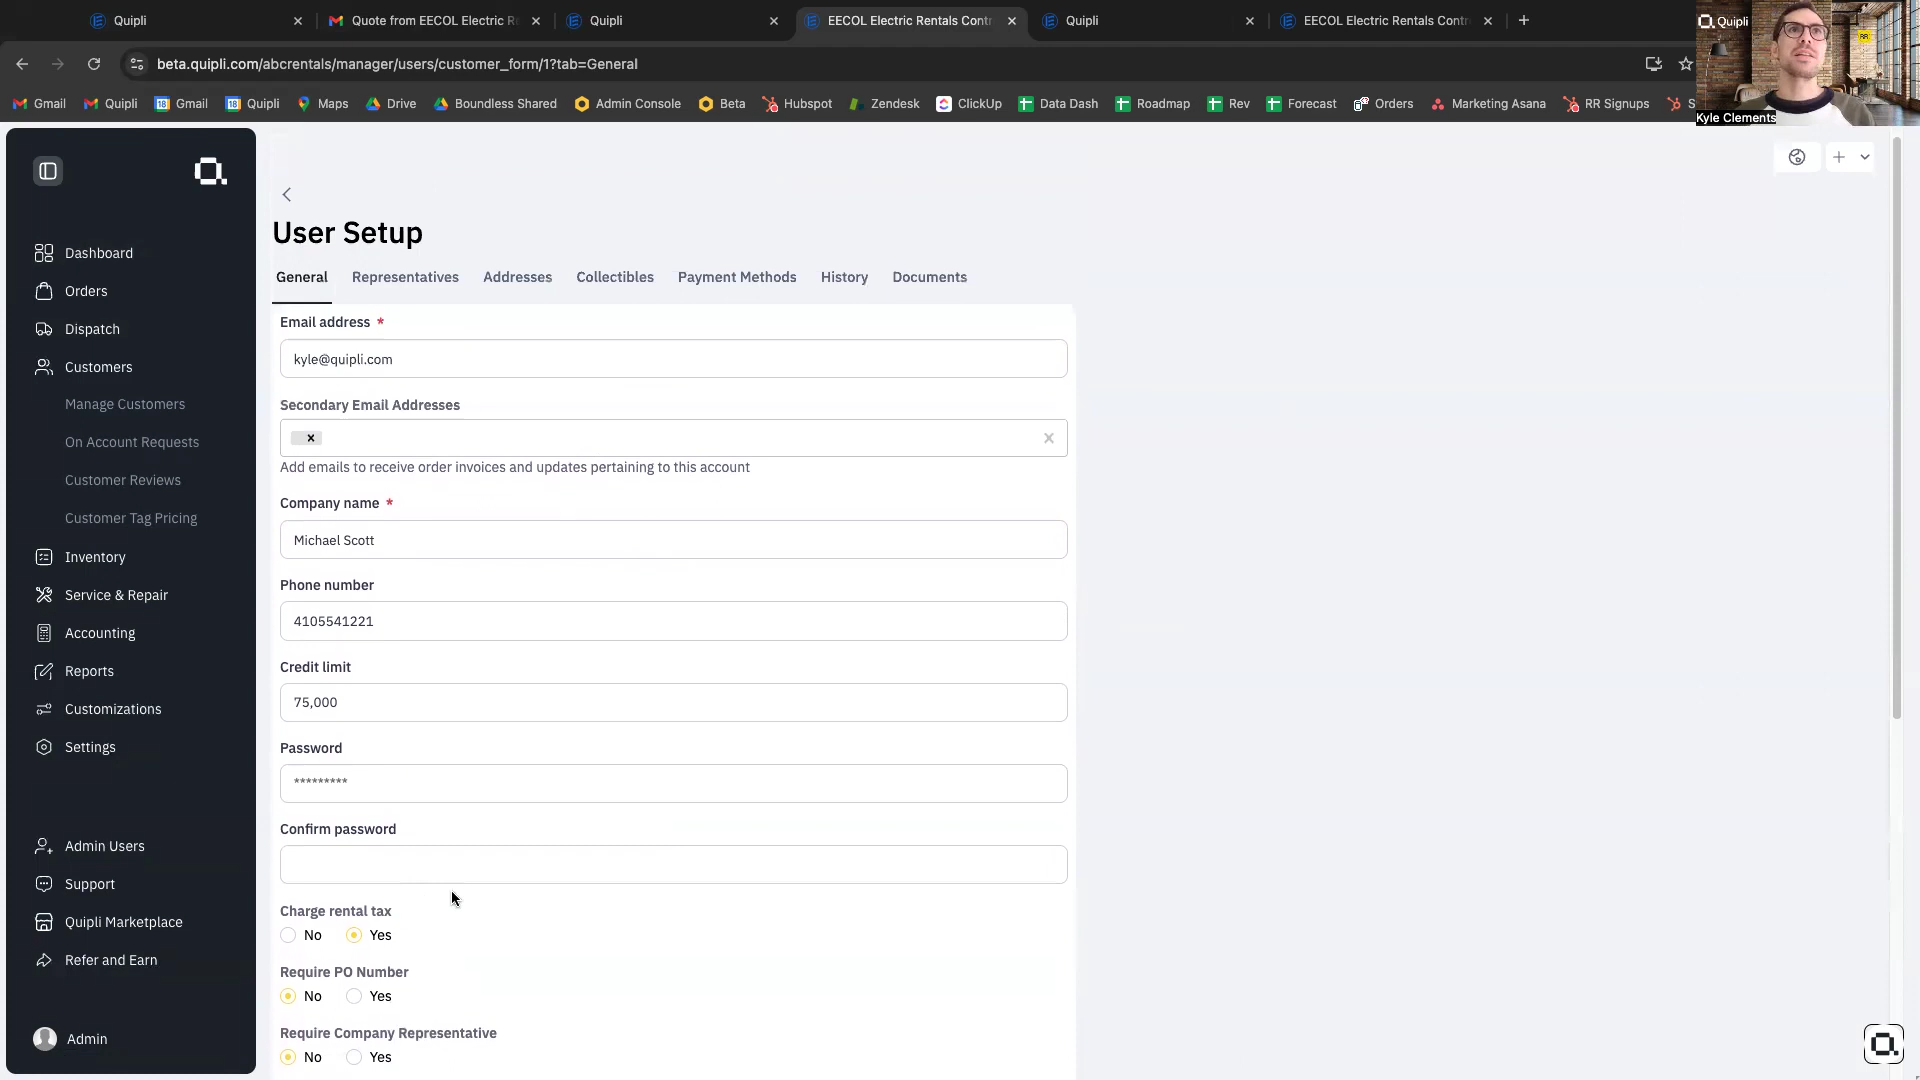 Quipli
Quote from EECOL Electric R
Quipli
EECOL Electric Rentals Contr
Quipli
EECOL Electric Rentals Contr
beta.quipli.com/abcrentals/manager/users/customer_form/1?tab=General
Gmail
Quipli
Gmail
Quipli
Maps
Drive
Boundless Shared
Admin Console
Beta
Hubspot
Zendesk
ClickUp
Data Dash
Roadmap
Rev
Forecast
Orders
Marketing Asana
RR Signups
S
Quipli
Kyle Clements
Dashboard
Orders
Dispatch
Customers
Manage Customers
On Account Requests
Customer Reviews
Customer Tag Pricing
Inventory
Service & Repair
Accounting
Reports
Customizations
Settings
Admin Users
Support
Quipli Marketplace
Refer and Earn
Admin
User Setup
General
Representatives
Addresses
Collectibles
Payment Methods
History
Documents
Email address *
kyle@quipli.com
Secondary Email Addresses
Add emails to receive order invoices and updates pertaining to this account
Company name *
Michael Scott
Phone number
4105541221
Credit limit
75,000
Password
*********
Confirm password
Charge rental tax
No Yes
Require PO Number
No Yes
Require Company Representative
No Yes